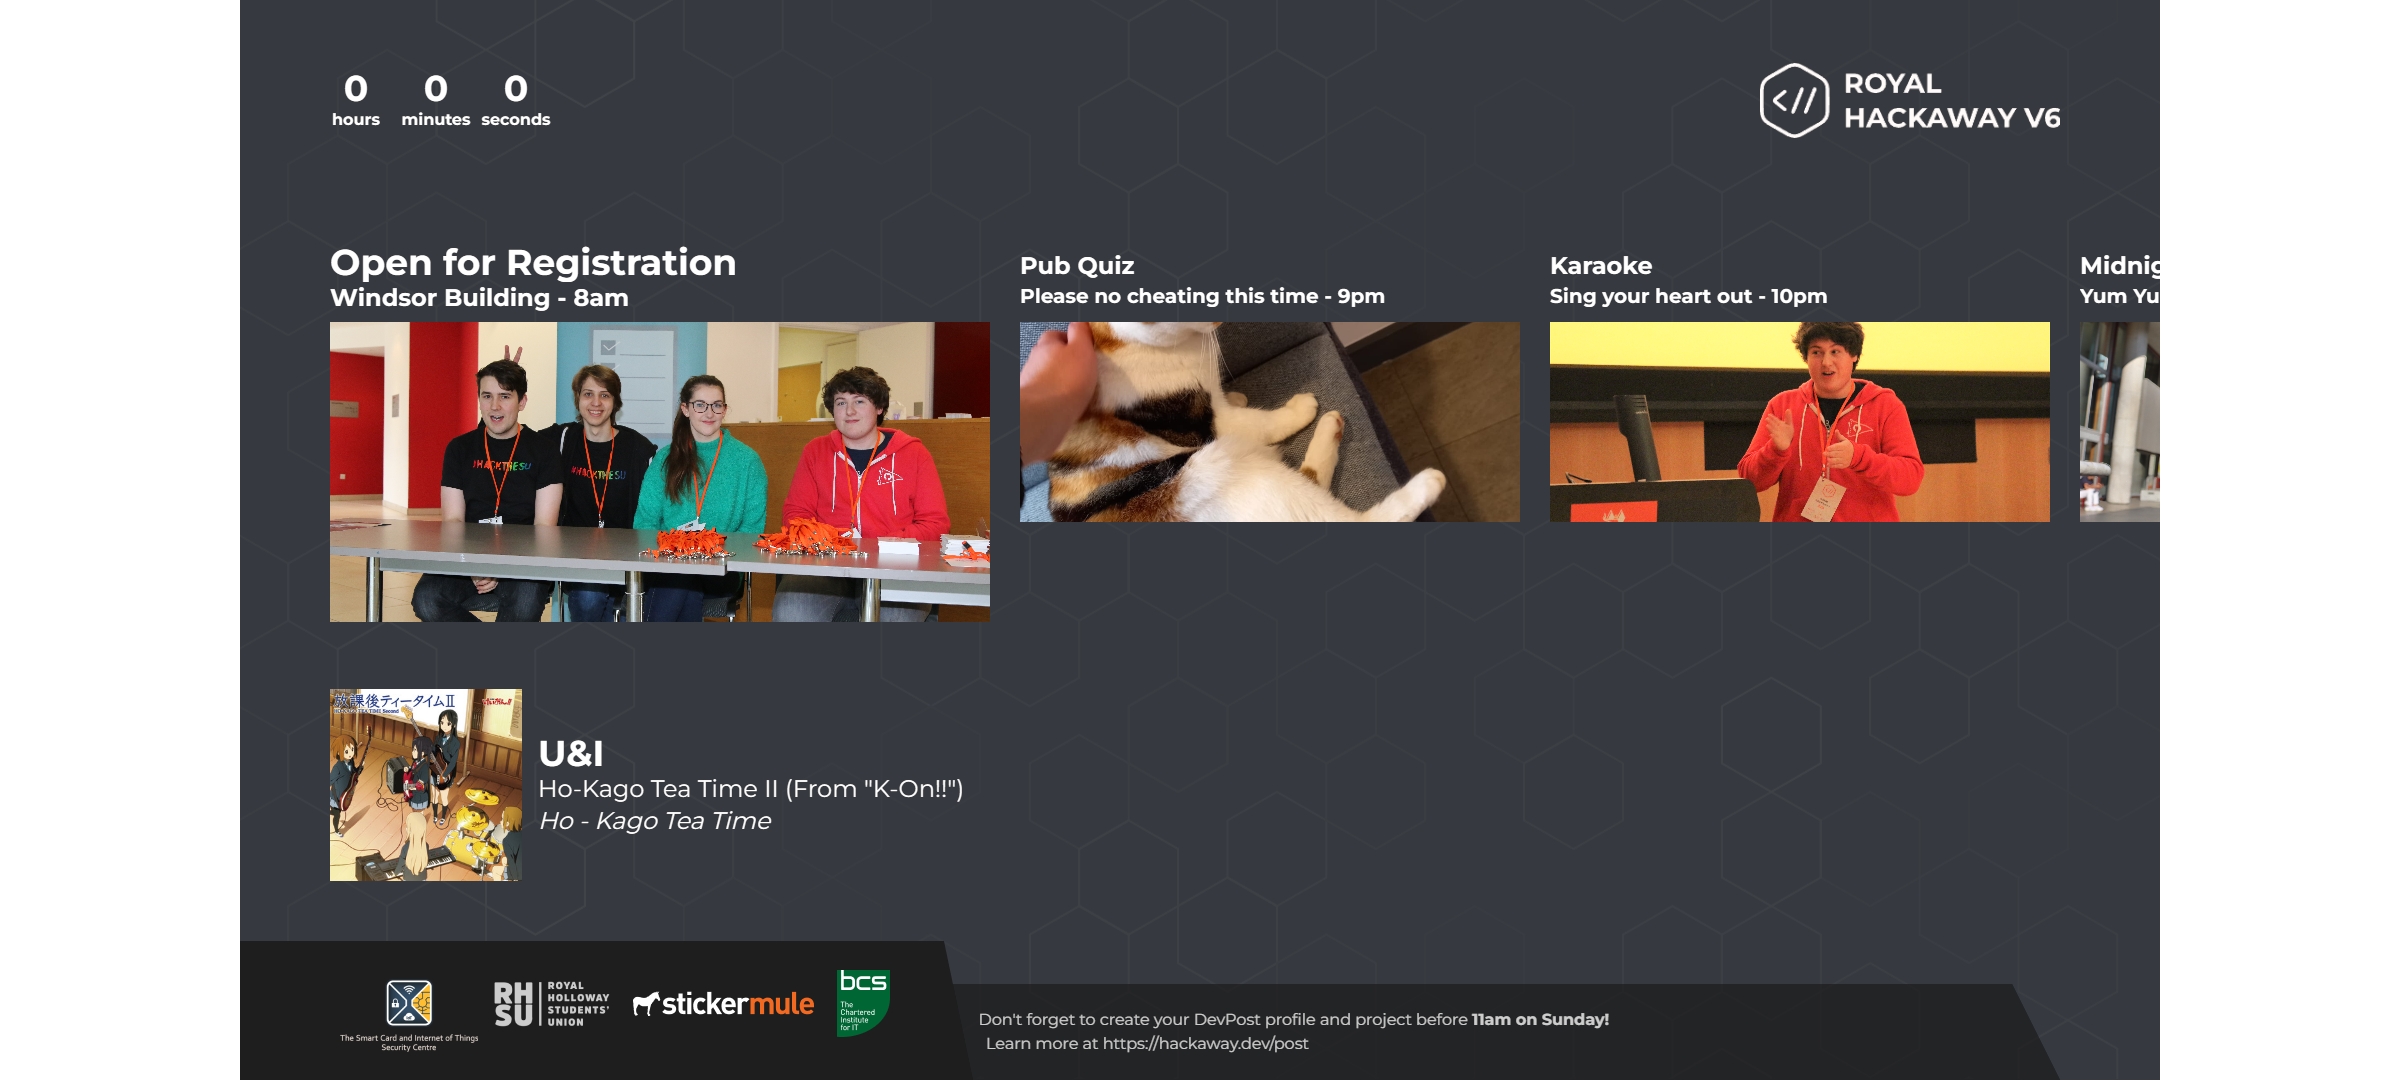 0 0 0
hours minutes seconds
ROYAL
HACKAWAY V6
Open for Registration
Windsor Building - 8am
Pub Quiz
Please no cheating this time - 9pm
Karaoke
Sing your heart out - 10pm
Midnig
Yum Yu
#HACKTHESU
#HACKTHESU
放課後ティータイムII
U&I
Ho-Kago Tea Time II (From "K-On!!")
Ho - Kago Tea Time
The Smart Card and Internet of Things
Security Centre
RH
SU
ROYAL
HOLLOWAY
STUDENTS'
UNION
stickermule
bcs
The
Chartered
Institute
for IT
Don't forget to create your DevPost profile and project before 11am on Sunday!
Learn more at https://hackaway.dev/post